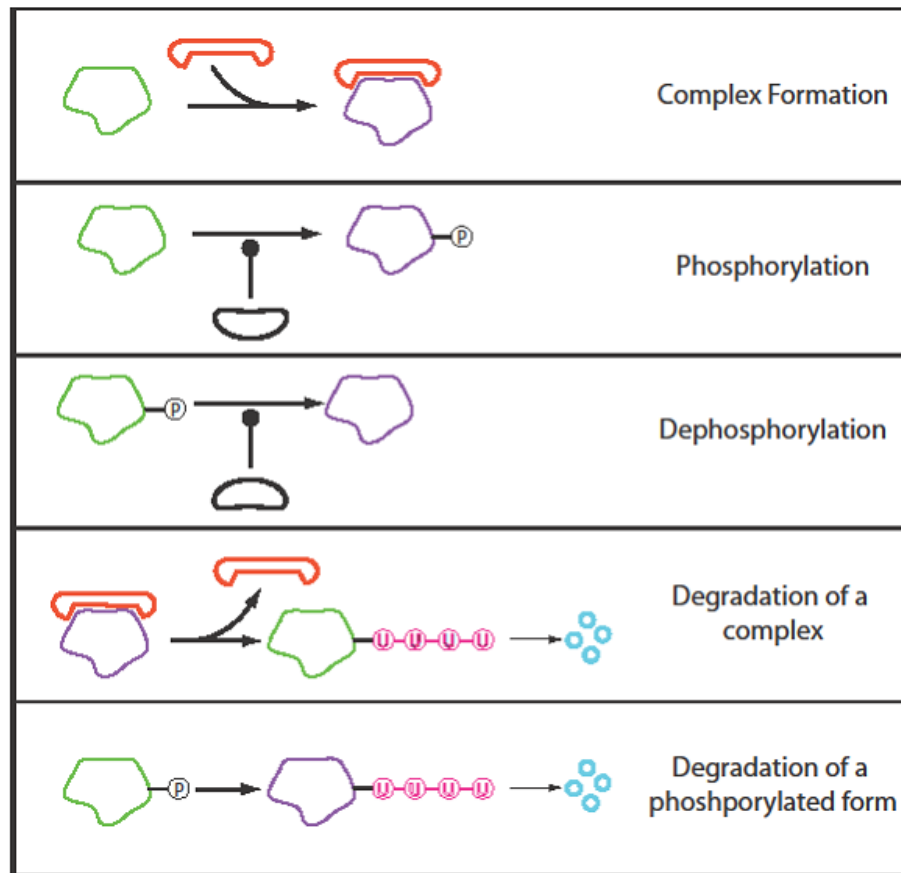 Complex Formation
P
Phosphorylation
P
Dephosphorylation
U U U U
Degradation of a
complex
P
U U U U
Degradation of a
phoshporylated form